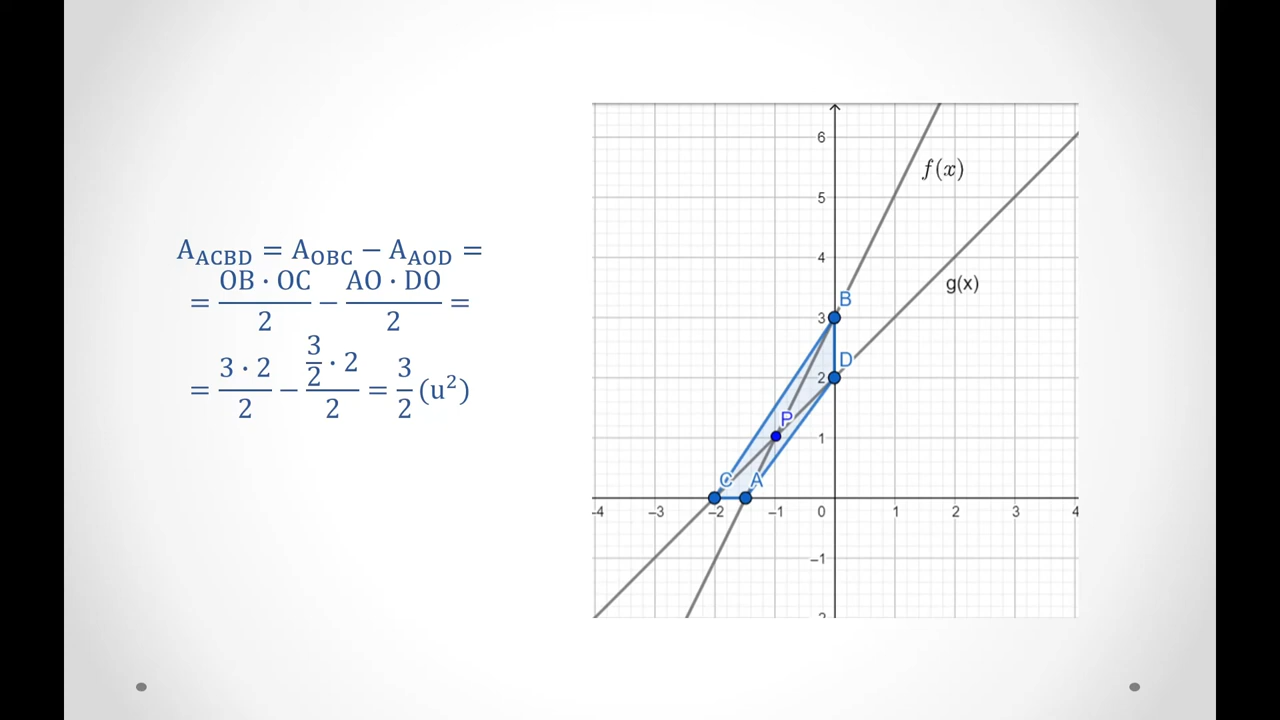 A_ACBD = A_OBC − A_AOD =
= (OB · OC)/2 − (AO · DO)/2 =
= (3 · 2)/2 − (3/2 · 2)/2 = 3/2 (u²)
6
f(x)
5
4
g(x)
B
3
D
2
P
1
C A
-4 −3 −2 −1 0 1 2 3 4
−1
2